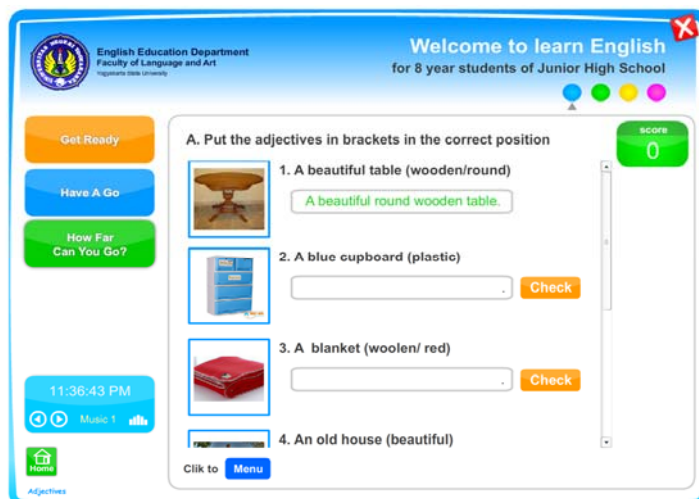 English Education Department
Faculty of Language and Art
Yogyakarta State University
Welcome to learn English
for 8 year students of Junior High School
Get Ready
Have A Go
How Far
Can You Go?
A. Put the adjectives in brackets in the correct position
score
0
1. A beautiful table (wooden/round)
A beautiful round wooden table.
2. A blue cupboard (plastic)
. Check
3. A blanket (woolen/ red)
. Check
4. An old house (beautiful)
11:36:43 PM
Music 1
Home
Clik to Menu
Adjectives